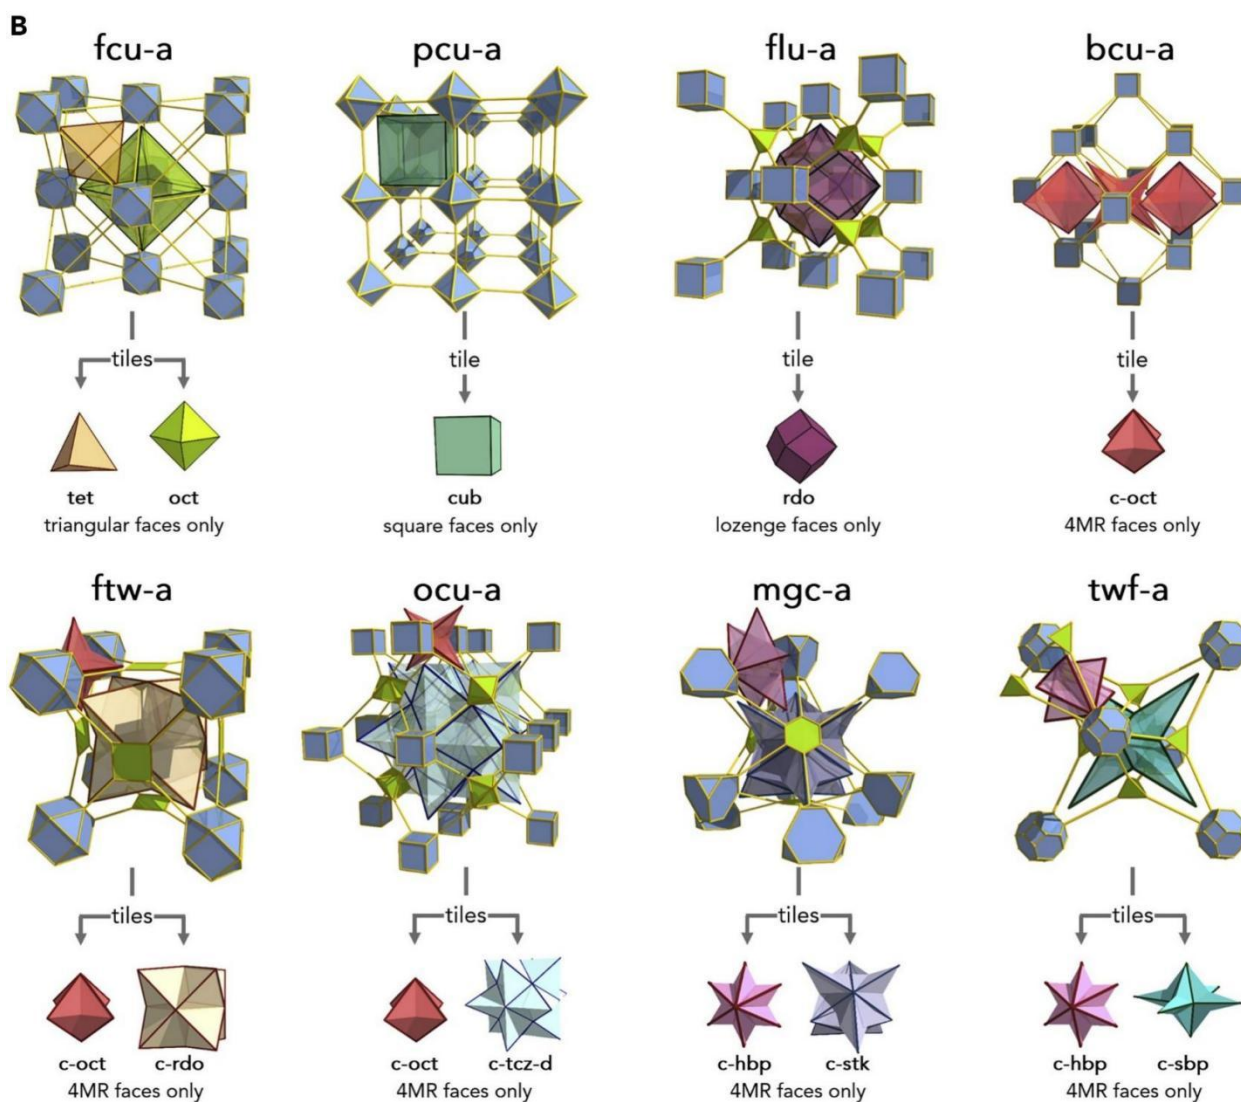 B
fcu-a
pcu-a
flu-a
bcu-a
tiles
tile
tile
tile
tet
oct
triangular faces only
cub
square faces only
rdo
lozenge faces only
c-oct
4MR faces only
ftw-a
ocu-a
mgc-a
twf-a
tiles
tiles
tiles
tiles
c-oct
c-rdo
4MR faces only
c-oct
c-tcz-d
4MR faces only
c-hbp
c-stk
4MR faces only
c-hbp
c-sbp
4MR faces only